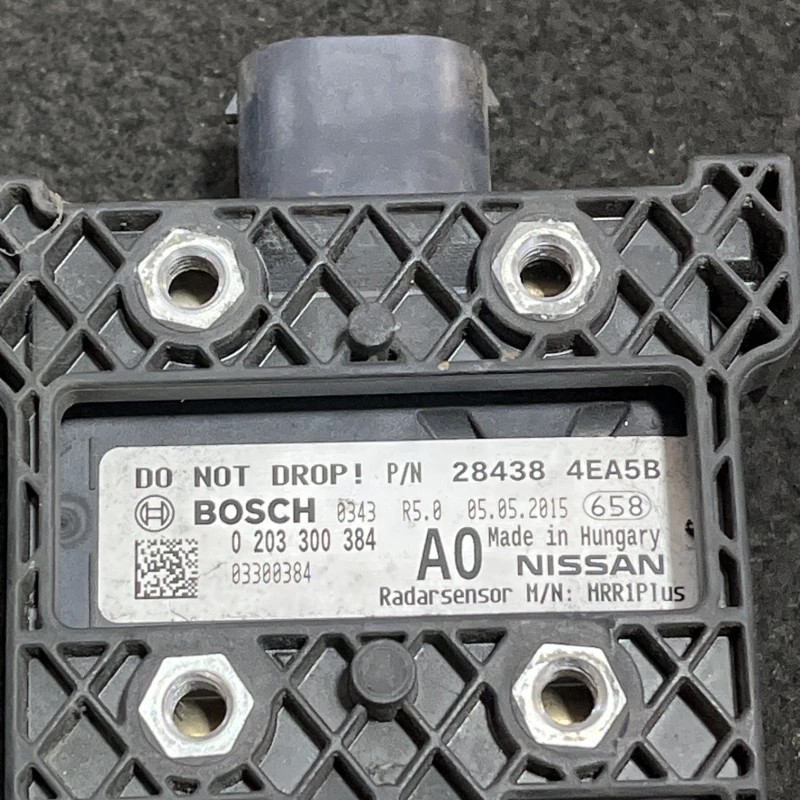 DO NOT DROP! P/N 28438 4EA5B
BOSCH 0343 R5.0 05.05.2015 658
0 203 300 384 A0 Made in Hungary
03300384 NISSAN
Radarsensor M/N: MRR1Plus